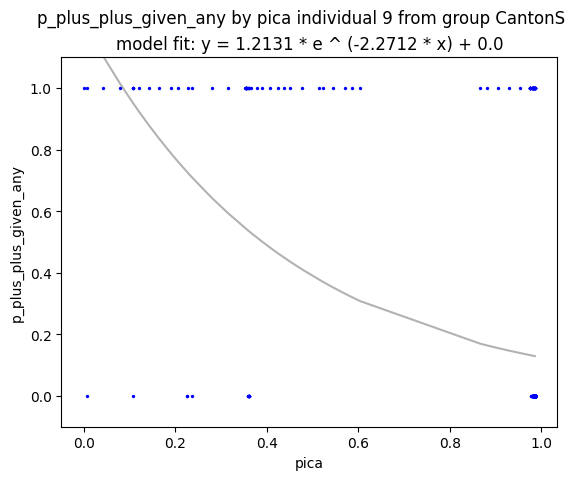 p_plus_plus_given_any by pica individual 9 from group CantonS
model fit: y = 1.2131 * e ^ (-2.2712 * x) + 0.0
1.0
0.8
0.6
0.4
0.2
0.0
p_plus_plus_given_any
0.0 0.2 0.4 0.6 0.8 1.0
pica